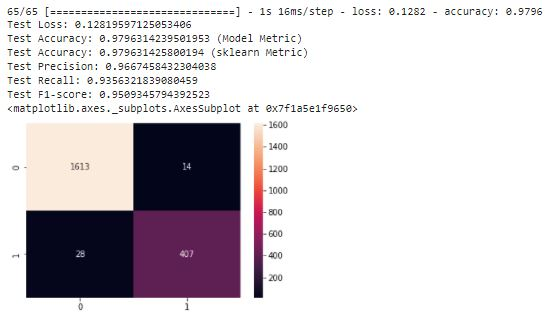 65/65 [==============================] - 1s 16ms/step - loss: 0.1282 - accuracy: 0.9796
Test Loss: 0.12819597125053406
Test Accuracy: 0.9796314239501953 (Model Metric)
Test Accuracy: 0.979631425800194 (sklearn Metric)
Test Precision: 0.9667458432304038
Test Recall: 0.9356321839080459
Test F1-score: 0.9509345794392523
<matplotlib.axes._subplots.AxesSubplot at 0x7f1a5e1f9650>
1600
1400
1200
1000
800
600
400
200
0
1613
14
1
28
407
0
1